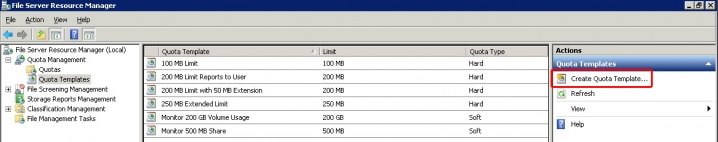 File Server Resource Manager
File Action View Help
File Server Resource Manager (Local)
Quota Management
Quotas
Quota Templates
File Screening Management
Storage Reports Management
Classification Management
File Management Tasks
Quota Template Limit Quota Type
100 MB Limit 100 MB Hard
200 MB Limit Reports to User 200 MB Hard
200 MB Limit with 50 MB Extension 200 MB Hard
250 MB Extended Limit 250 MB Hard
Monitor 200 GB Volume Usage 200 GB Soft
Monitor 500 MB Share 500 MB Soft
Actions
Quota Templates
Create Quota Template...
Refresh
View
Help